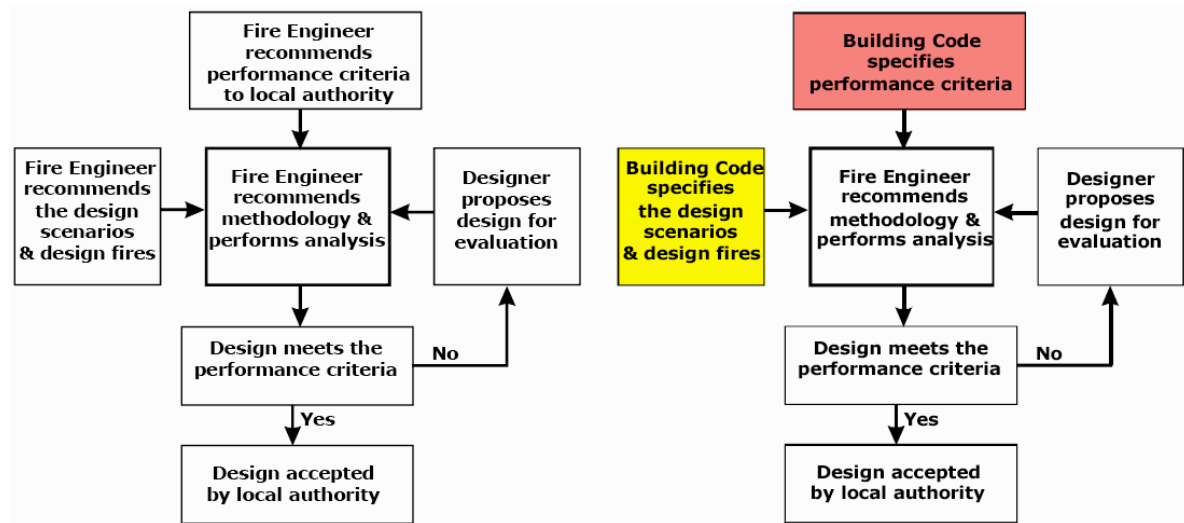 Fire Engineer
recommends
performance criteria
to local authority
Fire Engineer
recommends
the design
scenarios
& design fires
Fire Engineer
recommends
methodology &
performs analysis
Designer
proposes
design for
evaluation
Design meets the
performance criteria
No
Yes
Design accepted
by local authority
Building Code
specifies
performance criteria
Building Code
specifies
the design
scenarios
& design fires
Fire Engineer
recommends
methodology &
performs analysis
Designer
proposes
design for
evaluation
Design meets the
performance criteria
No
Yes
Design accepted
by local authority